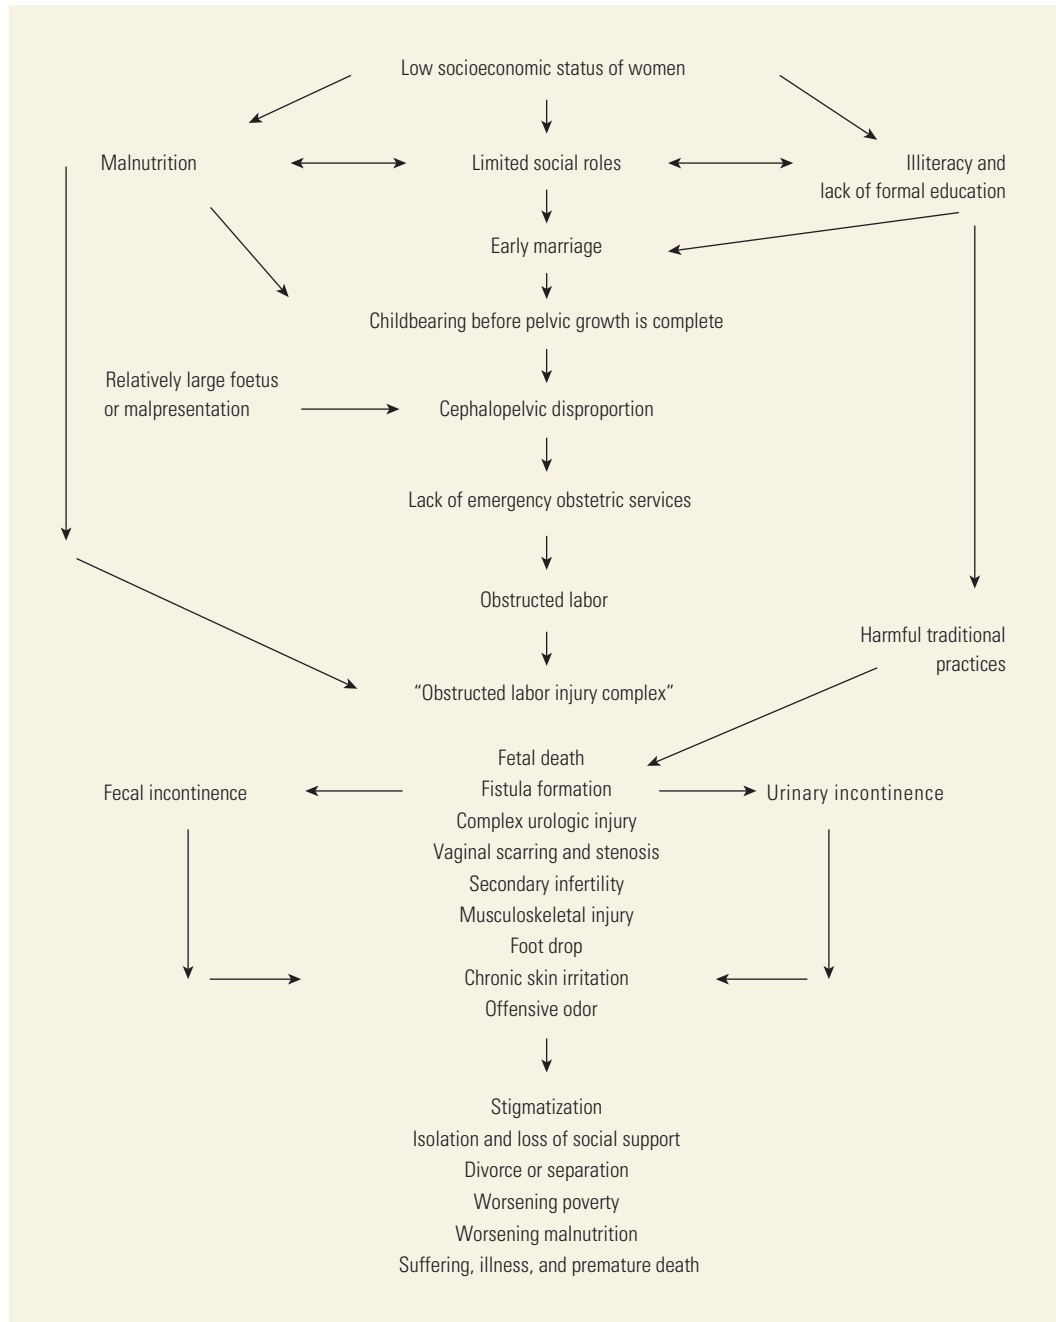 Low socioeconomic status of women
Malnutrition
Limited social roles
Illiteracy and
lack of formal education
Early marriage
Childbearing before pelvic growth is complete
Relatively large foetus
or malpresentation
Cephalopelvic disproportion
Lack of emergency obstetric services
Obstructed labor
Harmful traditional
practices
“Obstructed labor injury complex”
Fetal death
Fecal incontinence
Fistula formation
Urinary incontinence
Complex urologic injury
Vaginal scarring and stenosis
Secondary infertility
Musculoskeletal injury
Foot drop
Chronic skin irritation
Offensive odor
Stigmatization
Isolation and loss of social support
Divorce or separation
Worsening poverty
Worsening malnutrition
Suffering, illness, and premature death